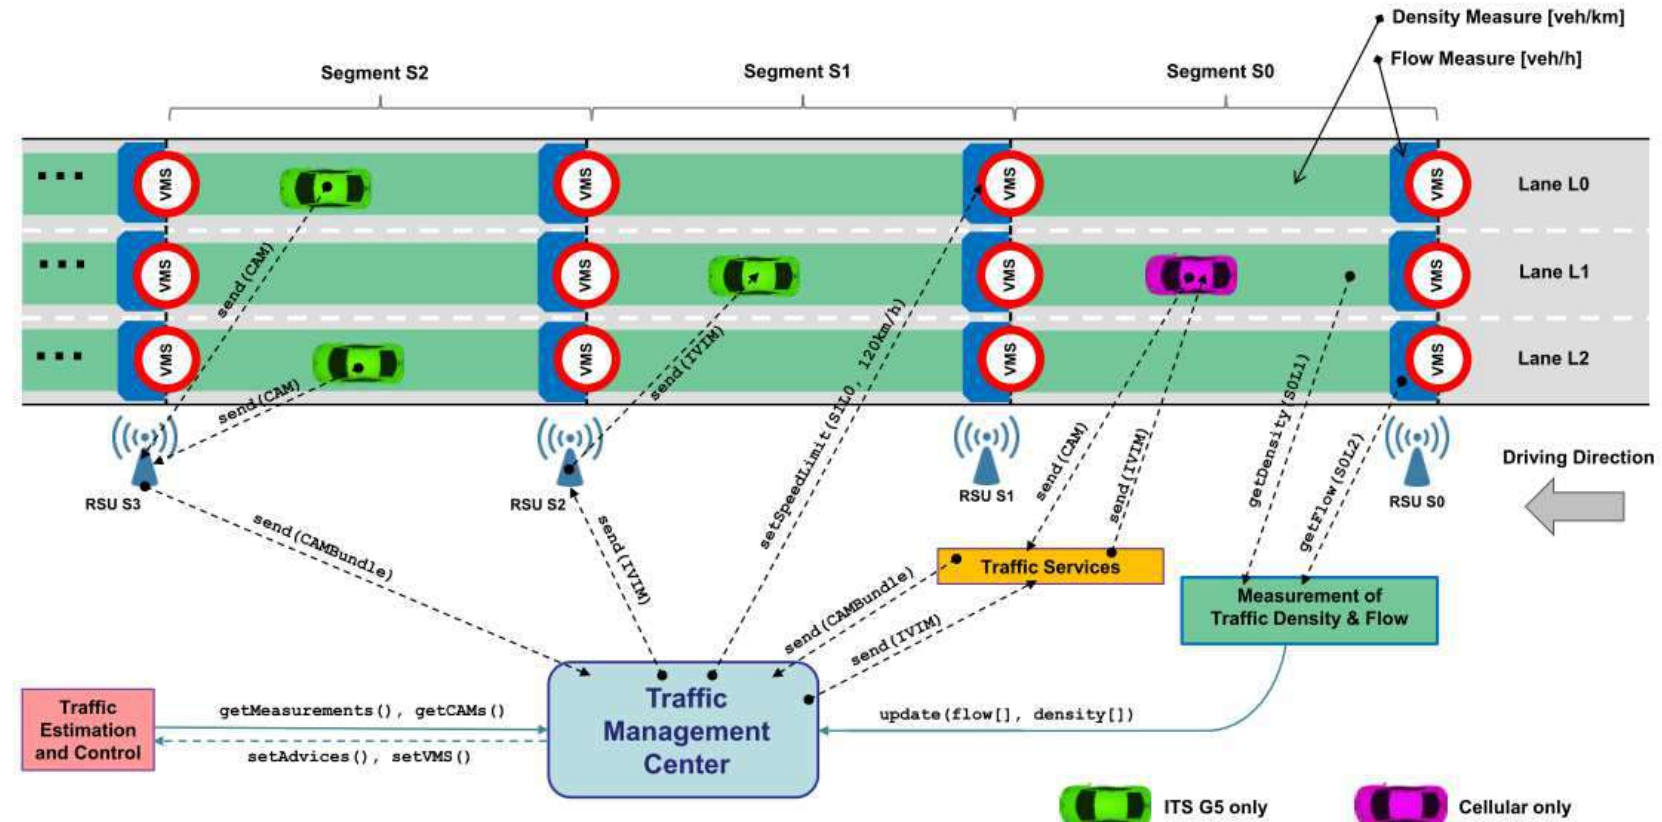 Density Measure [veh/km]
Flow Measure [veh/h]
Segment S2
Segment S1
Segment S0
... VMS VMS VMS VMS Lane L0
... VMS VMS VMS VMS Lane L1
... VMS VMS VMS VMS Lane L2
send(CAM)
send(CAM)
send(IVIM)
setSpeedLimit(S1L0, 120km/h)
send(CAM)
send(IVIM)
getDensity(S0L1)
getFlow(S0L2)
Driving Direction
RSU S3
RSU S2
RSU S1
RSU S0
send(CAMBundle)
send(IVIM)
Traffic Services
send(CAMBundle)
send(IVIM)
Measurement of
Traffic Density & Flow
Traffic
Estimation
and Control
getMeasurements(), getCAMs()
setAdvices(), setVMS()
Traffic
Management
Center
update(flow[], density[])
ITS G5 only
Cellular only